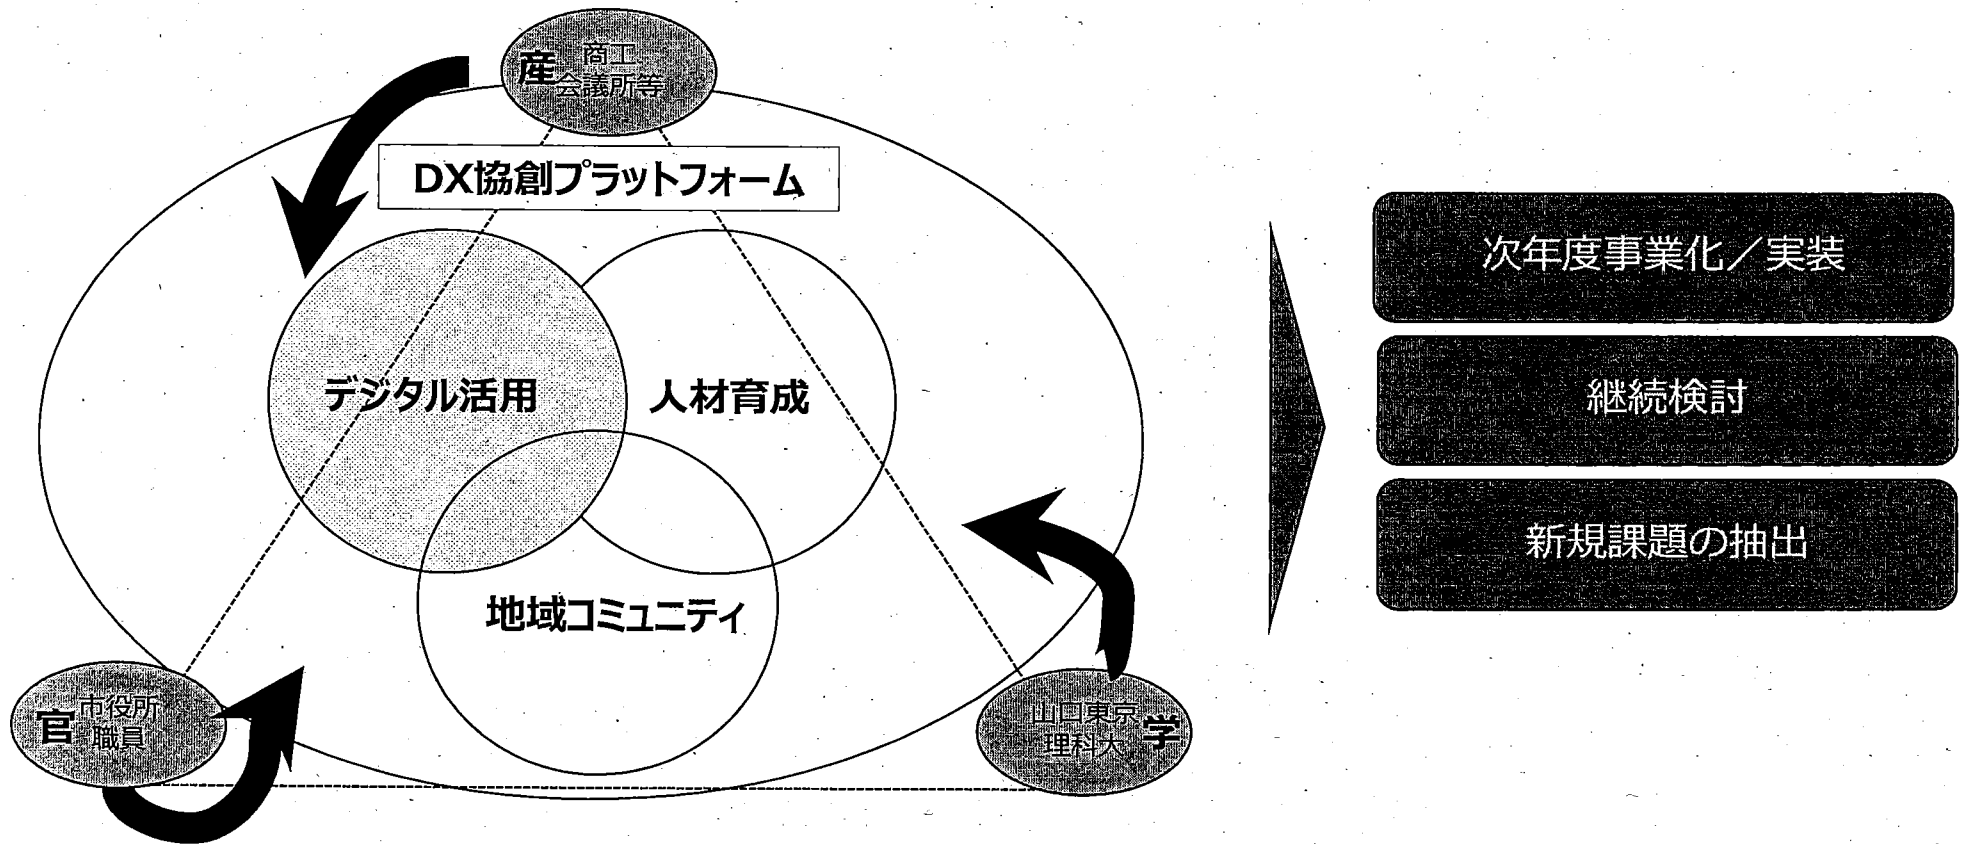 産 商工
会議所等
DX協創プラットフォーム
デジタル活用
人材育成
地域コミュニティ
官 市役所
職員
山口東京
理科大 学
次年度事業化／実装
継続検討
新規課題の抽出